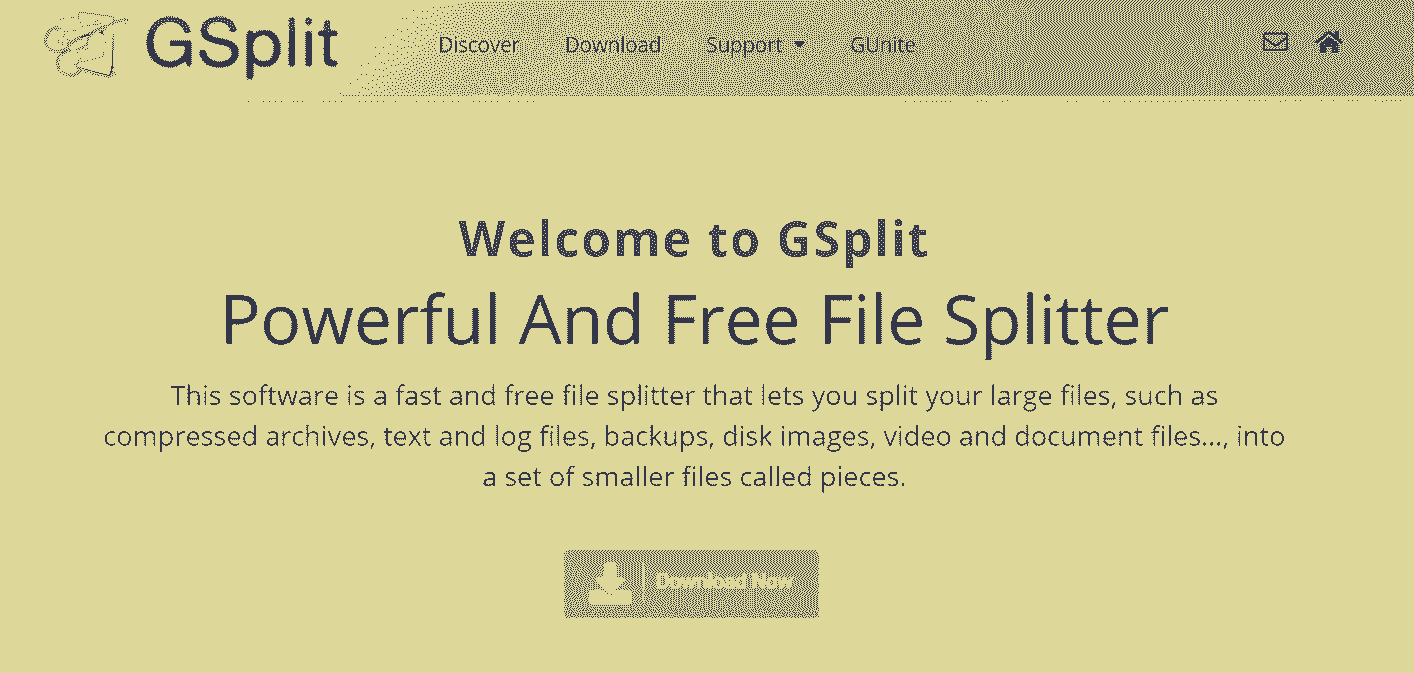 GSplit
Discover Download Support GUnite
Welcome to GSplit
Powerful And Free File Splitter
This software is a fast and free file splitter that lets you split your large files, such as
compressed archives, text and log files, backups, disk images, video and document files..., into
a set of smaller files called pieces.
Download Now